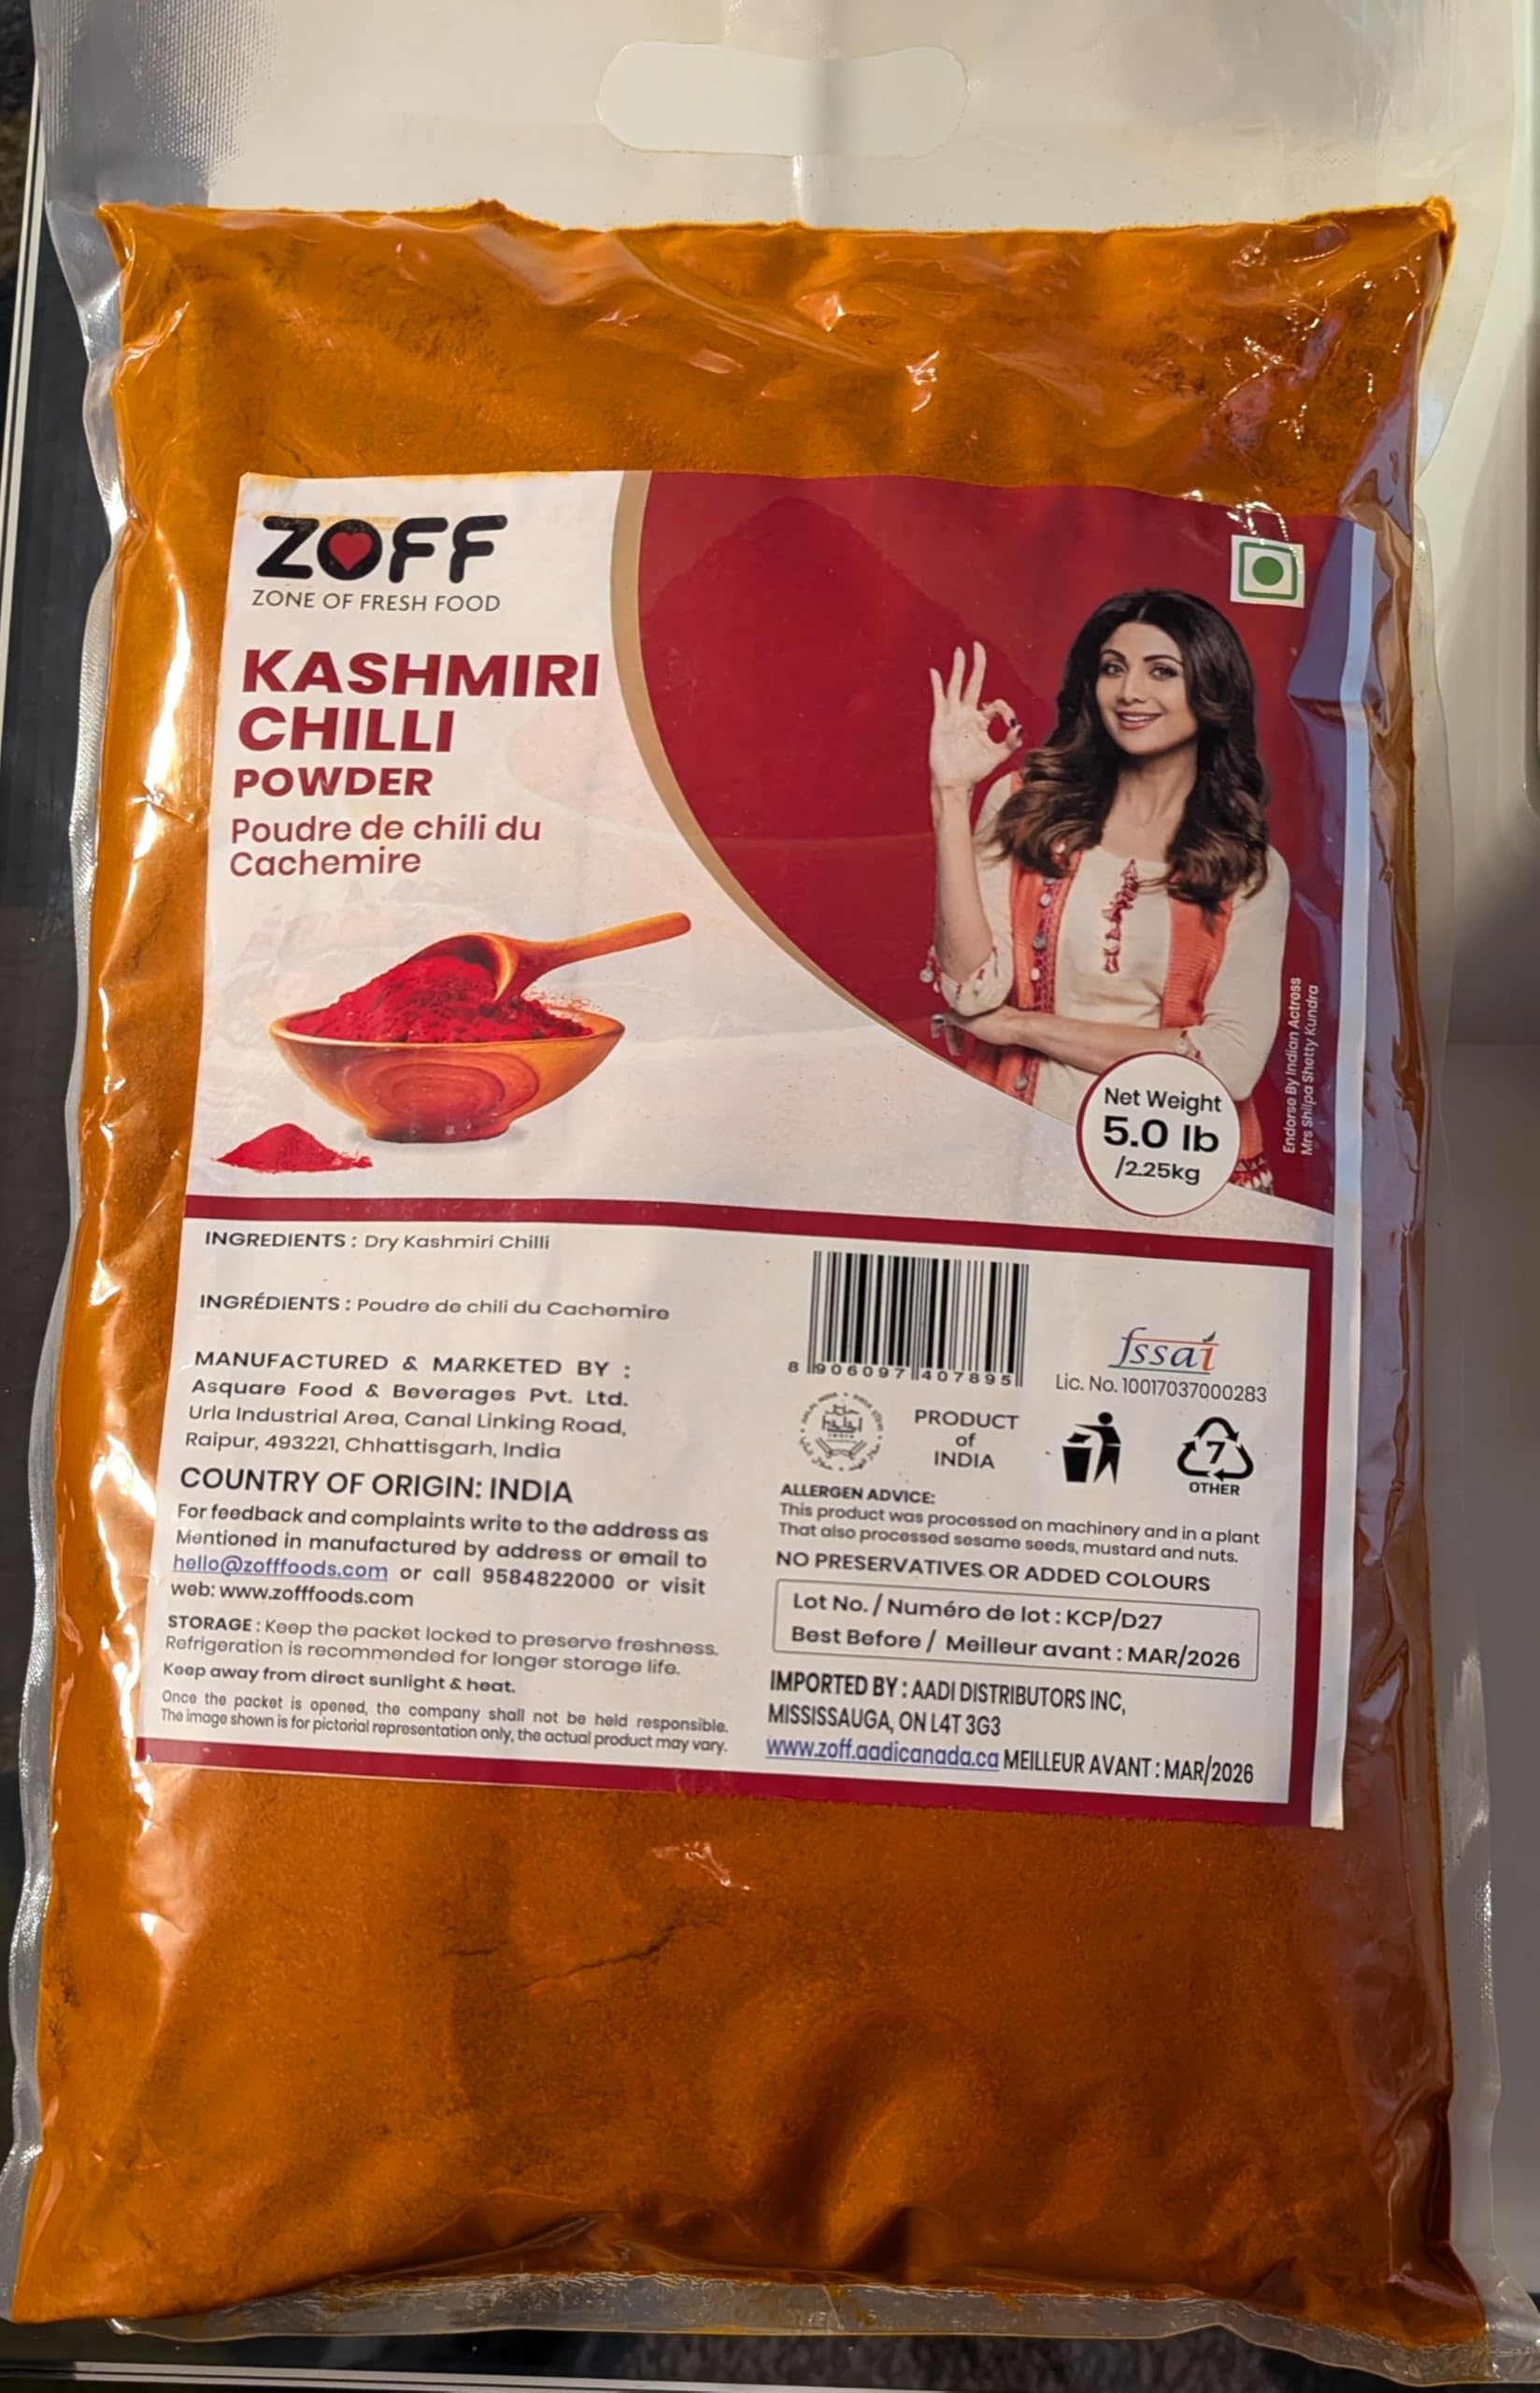 ZOFF
ZONE OF FRESH FOOD
KASHMIRI
CHILLI
POWDER
Poudre de chili du
Cachemire
Endorse By Indian Actress
Mrs Shilpa Shetty Kundra
Net Weight
5.0 lb
/2.25kg
INGREDIENTS : Dry Kashmiri Chilli
INGRÉDIENTS : Poudre de chili du Cachemire
MANUFACTURED & MARKETED BY :
Asquare Food & Beverages Pvt. Ltd.
Urla Industrial Area, Canal Linking Road,
Raipur, 493221, Chhattisgarh, India
COUNTRY OF ORIGIN: INDIA
For feedback and complaints write to the address as
Mentioned in manufactured by address or email to
hello@zofffoods.com or call 9584822000 or visit
web: www.zofffoods.com
STORAGE : Keep the packet locked to preserve freshness.
Refrigeration is recommended for longer storage life.
Keep away from direct sunlight & heat.
Once the packet is opened, the company shall not be held responsible.
The image shown is for pictorial representation only, the actual product may vary.
8 906097 407895
fssai
Lic. No. 10017037000283
PRODUCT
of
INDIA
7
OTHER
ALLERGEN ADVICE:
This product was processed on machinery and in a plant
That also processed sesame seeds, mustard and nuts.
NO PRESERVATIVES OR ADDED COLOURS
Lot No. / Numéro de lot : KCP/D27
Best Before / Meilleur avant : MAR/2026
IMPORTED BY : AADI DISTRIBUTORS INC,
MISSISSAUGA, ON L4T 3G3
www.zoff.aadicanada.ca MEILLEUR AVANT : MAR/2026